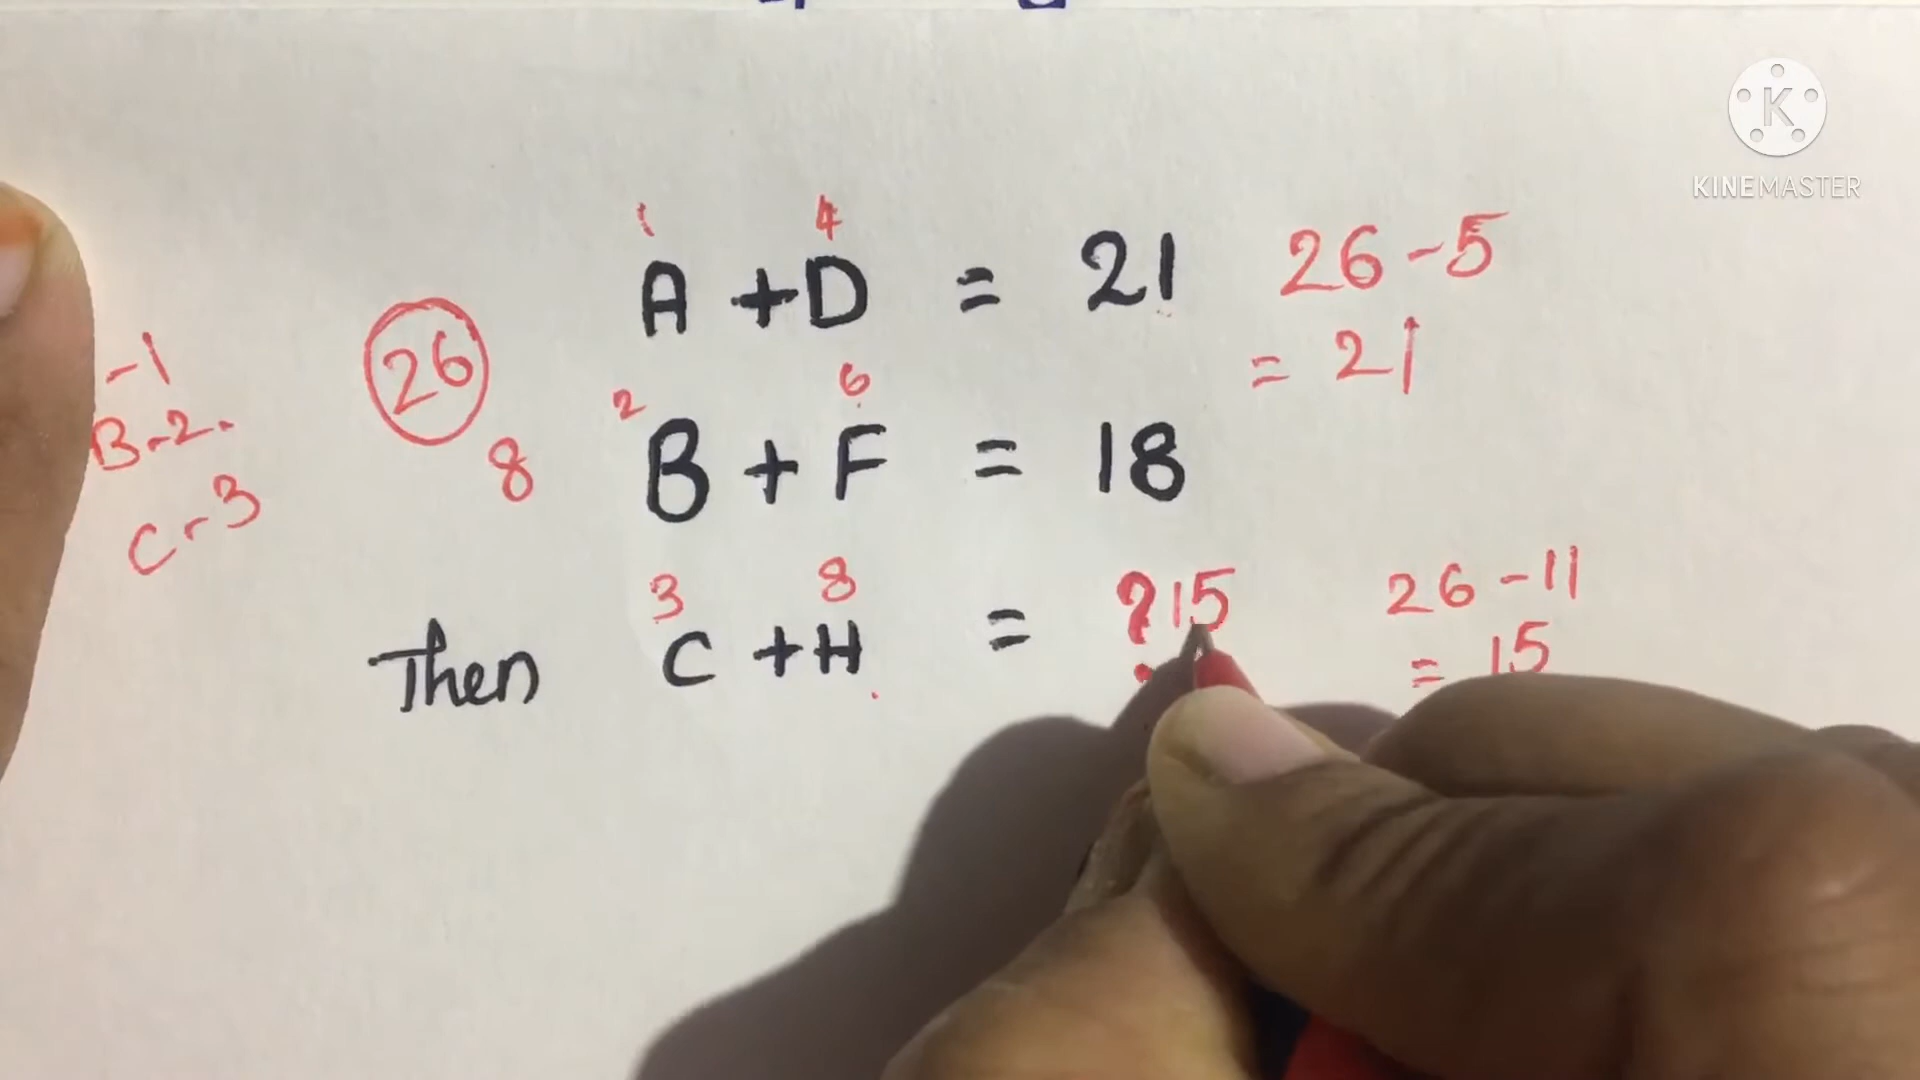 KINEMASTER
1 4
A + D = 21 26 - 5
= 21
-1
B-2.
C-3
26
8
2 6
B + F = 18
3 8
Then C + H = ? 15
26 - 11
= 15